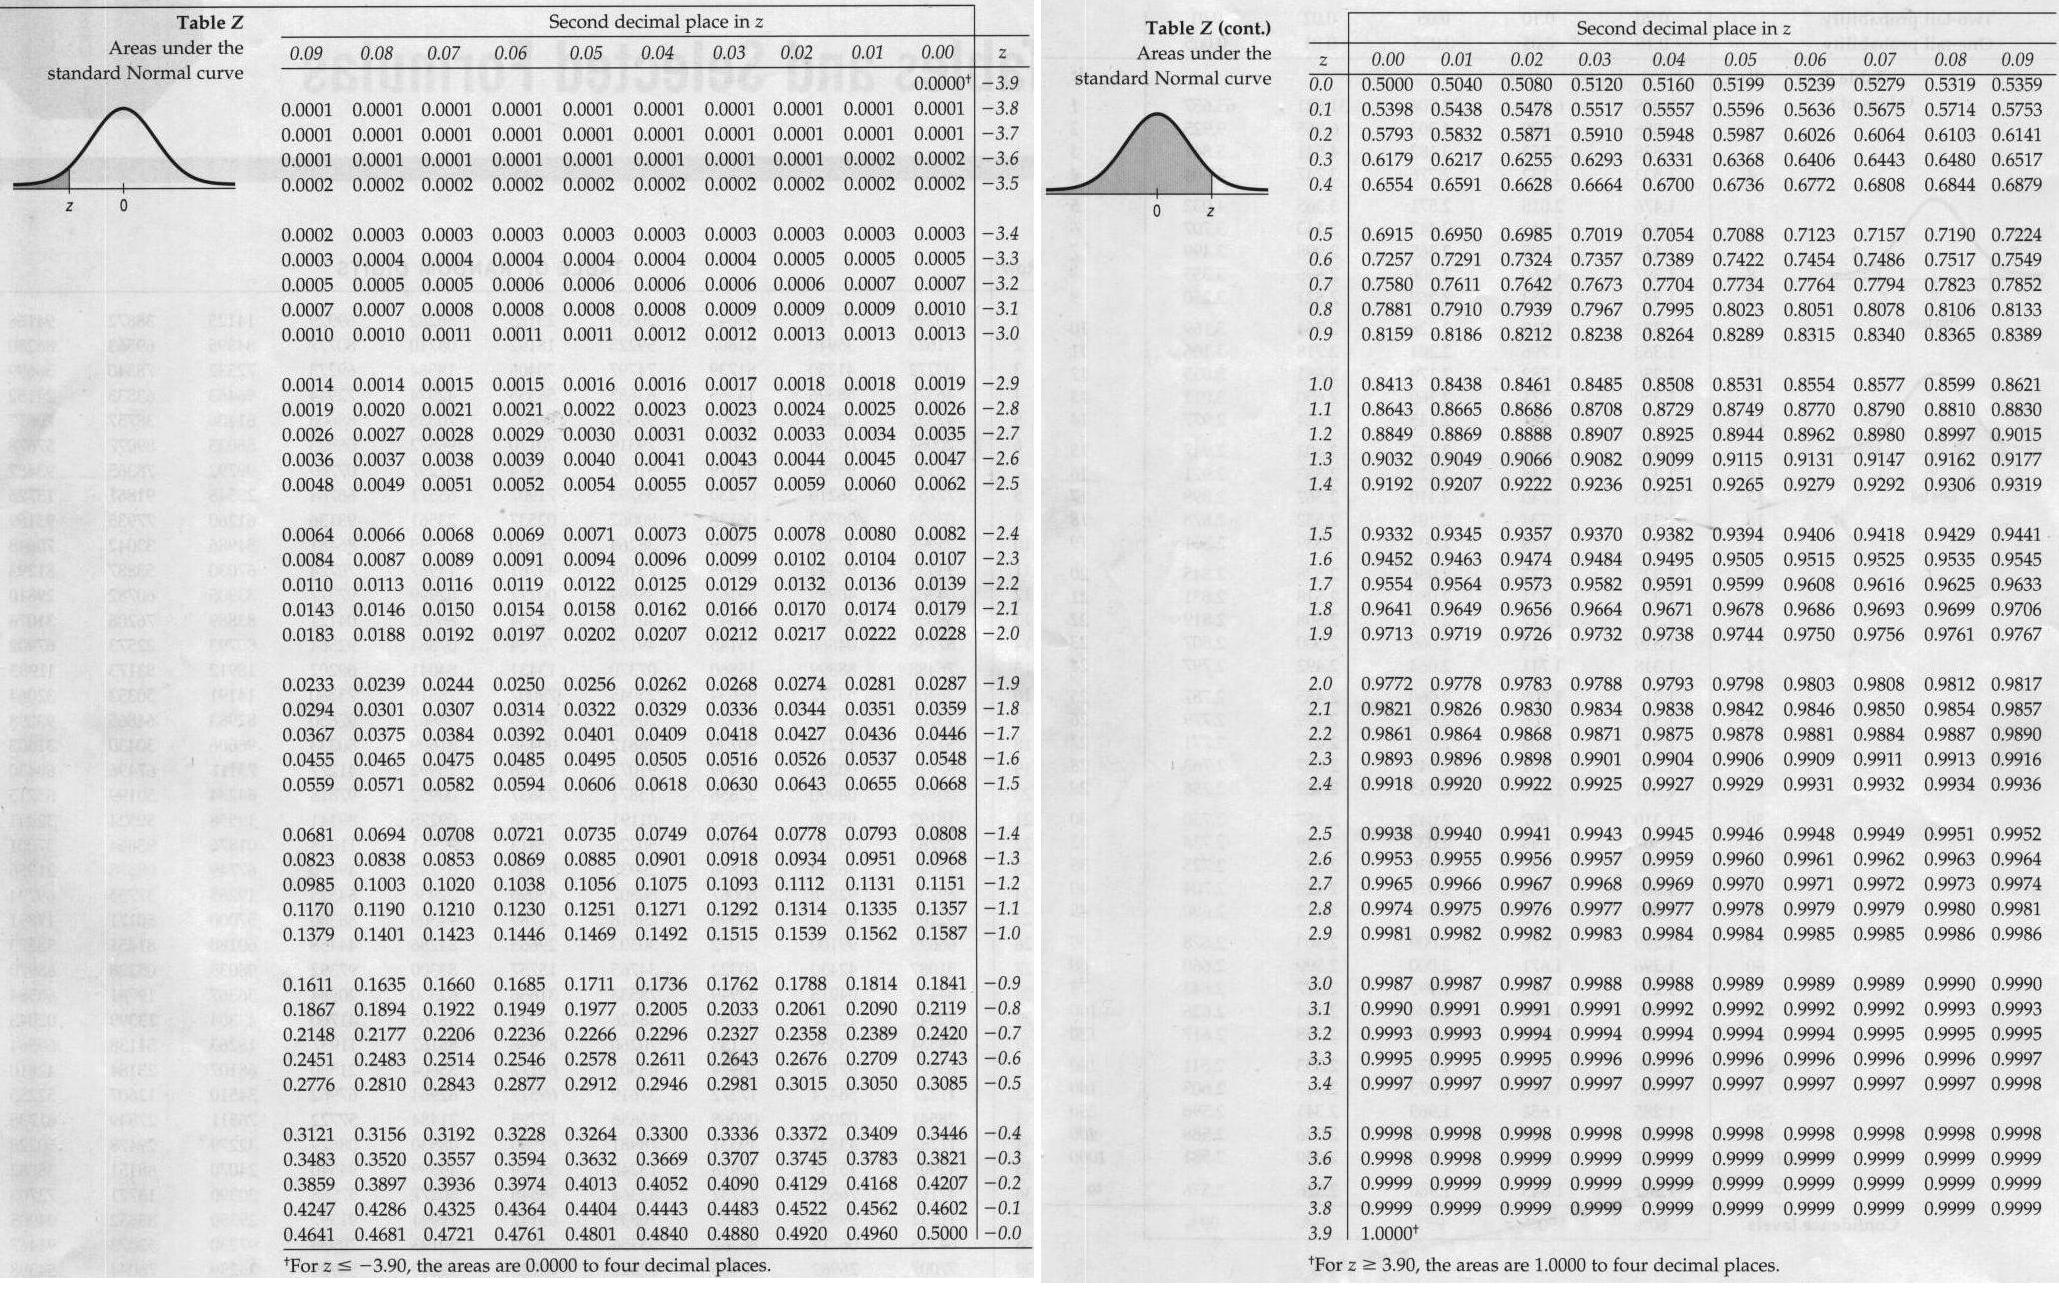 Table Z
Areas under the
standard Normal curve
z 0
Second decimal place in z
0.09 0.08 0.07 0.06 0.05 0.04 0.03 0.02 0.01 0.00 z
0.0000† −3.9
0.0001 0.0001 0.0001 0.0001 0.0001 0.0001 0.0001 0.0001 0.0001 0.0001 −3.8
0.0001 0.0001 0.0001 0.0001 0.0001 0.0001 0.0001 0.0001 0.0001 0.0001 −3.7
0.0001 0.0001 0.0001 0.0001 0.0001 0.0001 0.0001 0.0001 0.0002 0.0002 −3.6
0.0002 0.0002 0.0002 0.0002 0.0002 0.0002 0.0002 0.0002 0.0002 0.0002 −3.5
0.0002 0.0003 0.0003 0.0003 0.0003 0.0003 0.0003 0.0003 0.0003 0.0003 −3.4
0.0003 0.0004 0.0004 0.0004 0.0004 0.0004 0.0004 0.0005 0.0005 0.0005 −3.3
0.0005 0.0005 0.0005 0.0006 0.0006 0.0006 0.0006 0.0006 0.0007 0.0007 −3.2
0.0007 0.0007 0.0008 0.0008 0.0008 0.0008 0.0009 0.0009 0.0009 0.0010 −3.1
0.0010 0.0010 0.0011 0.0011 0.0011 0.0012 0.0012 0.0013 0.0013 0.0013 −3.0
0.0014 0.0014 0.0015 0.0015 0.0016 0.0016 0.0017 0.0018 0.0018 0.0019 −2.9
0.0019 0.0020 0.0021 0.0021 0.0022 0.0023 0.0023 0.0024 0.0025 0.0026 −2.8
0.0026 0.0027 0.0028 0.0029 0.0030 0.0031 0.0032 0.0033 0.0034 0.0035 −2.7
0.0036 0.0037 0.0038 0.0039 0.0040 0.0041 0.0043 0.0044 0.0045 0.0047 −2.6
0.0048 0.0049 0.0051 0.0052 0.0054 0.0055 0.0057 0.0059 0.0060 0.0062 −2.5
0.0064 0.0066 0.0068 0.0069 0.0071 0.0073 0.0075 0.0078 0.0080 0.0082 −2.4
0.0084 0.0087 0.0089 0.0091 0.0094 0.0096 0.0099 0.0102 0.0104 0.0107 −2.3
0.0110 0.0113 0.0116 0.0119 0.0122 0.0125 0.0129 0.0132 0.0136 0.0139 −2.2
0.0143 0.0146 0.0150 0.0154 0.0158 0.0162 0.0166 0.0170 0.0174 0.0179 −2.1
0.0183 0.0188 0.0192 0.0197 0.0202 0.0207 0.0212 0.0217 0.0222 0.0228 −2.0
0.0233 0.0239 0.0244 0.0250 0.0256 0.0262 0.0268 0.0274 0.0281 0.0287 −1.9
0.0294 0.0301 0.0307 0.0314 0.0322 0.0329 0.0336 0.0344 0.0351 0.0359 −1.8
0.0367 0.0375 0.0384 0.0392 0.0401 0.0409 0.0418 0.0427 0.0436 0.0446 −1.7
0.0455 0.0465 0.0475 0.0485 0.0495 0.0505 0.0516 0.0526 0.0537 0.0548 −1.6
0.0559 0.0571 0.0582 0.0594 0.0606 0.0618 0.0630 0.0643 0.0655 0.0668 −1.5
0.0681 0.0694 0.0708 0.0721 0.0735 0.0749 0.0764 0.0778 0.0793 0.0808 −1.4
0.0823 0.0838 0.0853 0.0869 0.0885 0.0901 0.0918 0.0934 0.0951 0.0968 −1.3
0.0985 0.1003 0.1020 0.1038 0.1056 0.1075 0.1093 0.1112 0.1131 0.1151 −1.2
0.1170 0.1190 0.1210 0.1230 0.1251 0.1271 0.1292 0.1314 0.1335 0.1357 −1.1
0.1379 0.1401 0.1423 0.1446 0.1469 0.1492 0.1515 0.1539 0.1562 0.1587 −1.0
0.1611 0.1635 0.1660 0.1685 0.1711 0.1736 0.1762 0.1788 0.1814 0.1841 −0.9
0.1867 0.1894 0.1922 0.1949 0.1977 0.2005 0.2033 0.2061 0.2090 0.2119 −0.8
0.2148 0.2177 0.2206 0.2236 0.2266 0.2296 0.2327 0.2358 0.2389 0.2420 −0.7
0.2451 0.2483 0.2514 0.2546 0.2578 0.2611 0.2643 0.2676 0.2709 0.2743 −0.6
0.2776 0.2810 0.2843 0.2877 0.2912 0.2946 0.2981 0.3015 0.3050 0.3085 −0.5
0.3121 0.3156 0.3192 0.3228 0.3264 0.3300 0.3336 0.3372 0.3409 0.3446 −0.4
0.3483 0.3520 0.3557 0.3594 0.3632 0.3669 0.3707 0.3745 0.3783 0.3821 −0.3
0.3859 0.3897 0.3936 0.3974 0.4013 0.4052 0.4090 0.4129 0.4168 0.4207 −0.2
0.4247 0.4286 0.4325 0.4364 0.4404 0.4443 0.4483 0.4522 0.4562 0.4602 −0.1
0.4641 0.4681 0.4721 0.4761 0.4801 0.4840 0.4880 0.4920 0.4960 0.5000 −0.0
†For z ≤ −3.90, the areas are 0.0000 to four decimal places.
Table Z (cont.)
Areas under the
standard Normal curve
0 z
Second decimal place in z
z 0.00 0.01 0.02 0.03 0.04 0.05 0.06 0.07 0.08 0.09
0.0 0.5000 0.5040 0.5080 0.5120 0.5160 0.5199 0.5239 0.5279 0.5319 0.5359
0.1 0.5398 0.5438 0.5478 0.5517 0.5557 0.5596 0.5636 0.5675 0.5714 0.5753
0.2 0.5793 0.5832 0.5871 0.5910 0.5948 0.5987 0.6026 0.6064 0.6103 0.6141
0.3 0.6179 0.6217 0.6255 0.6293 0.6331 0.6368 0.6406 0.6443 0.6480 0.6517
0.4 0.6554 0.6591 0.6628 0.6664 0.6700 0.6736 0.6772 0.6808 0.6844 0.6879
0.5 0.6915 0.6950 0.6985 0.7019 0.7054 0.7088 0.7123 0.7157 0.7190 0.7224
0.6 0.7257 0.7291 0.7324 0.7357 0.7389 0.7422 0.7454 0.7486 0.7517 0.7549
0.7 0.7580 0.7611 0.7642 0.7673 0.7704 0.7734 0.7764 0.7794 0.7823 0.7852
0.8 0.7881 0.7910 0.7939 0.7967 0.7995 0.8023 0.8051 0.8078 0.8106 0.8133
0.9 0.8159 0.8186 0.8212 0.8238 0.8264 0.8289 0.8315 0.8340 0.8365 0.8389
1.0 0.8413 0.8438 0.8461 0.8485 0.8508 0.8531 0.8554 0.8577 0.8599 0.8621
1.1 0.8643 0.8665 0.8686 0.8708 0.8729 0.8749 0.8770 0.8790 0.8810 0.8830
1.2 0.8849 0.8869 0.8888 0.8907 0.8925 0.8944 0.8962 0.8980 0.8997 0.9015
1.3 0.9032 0.9049 0.9066 0.9082 0.9099 0.9115 0.9131 0.9147 0.9162 0.9177
1.4 0.9192 0.9207 0.9222 0.9236 0.9251 0.9265 0.9279 0.9292 0.9306 0.9319
1.5 0.9332 0.9345 0.9357 0.9370 0.9382 0.9394 0.9406 0.9418 0.9429 0.9441
1.6 0.9452 0.9463 0.9474 0.9484 0.9495 0.9505 0.9515 0.9525 0.9535 0.9545
1.7 0.9554 0.9564 0.9573 0.9582 0.9591 0.9599 0.9608 0.9616 0.9625 0.9633
1.8 0.9641 0.9649 0.9656 0.9664 0.9671 0.9678 0.9686 0.9693 0.9699 0.9706
1.9 0.9713 0.9719 0.9726 0.9732 0.9738 0.9744 0.9750 0.9756 0.9761 0.9767
2.0 0.9772 0.9778 0.9783 0.9788 0.9793 0.9798 0.9803 0.9808 0.9812 0.9817
2.1 0.9821 0.9826 0.9830 0.9834 0.9838 0.9842 0.9846 0.9850 0.9854 0.9857
2.2 0.9861 0.9864 0.9868 0.9871 0.9875 0.9878 0.9881 0.9884 0.9887 0.9890
2.3 0.9893 0.9896 0.9898 0.9901 0.9904 0.9906 0.9909 0.9911 0.9913 0.9916
2.4 0.9918 0.9920 0.9922 0.9925 0.9927 0.9929 0.9931 0.9932 0.9934 0.9936
2.5 0.9938 0.9940 0.9941 0.9943 0.9945 0.9946 0.9948 0.9949 0.9951 0.9952
2.6 0.9953 0.9955 0.9956 0.9957 0.9959 0.9960 0.9961 0.9962 0.9963 0.9964
2.7 0.9965 0.9966 0.9967 0.9968 0.9969 0.9970 0.9971 0.9972 0.9973 0.9974
2.8 0.9974 0.9975 0.9976 0.9977 0.9977 0.9978 0.9979 0.9979 0.9980 0.9981
2.9 0.9981 0.9982 0.9982 0.9983 0.9984 0.9984 0.9985 0.9985 0.9986 0.9986
3.0 0.9987 0.9987 0.9987 0.9988 0.9988 0.9989 0.9989 0.9989 0.9990 0.9990
3.1 0.9990 0.9991 0.9991 0.9991 0.9992 0.9992 0.9992 0.9992 0.9993 0.9993
3.2 0.9993 0.9993 0.9994 0.9994 0.9994 0.9994 0.9994 0.9995 0.9995 0.9995
3.3 0.9995 0.9995 0.9995 0.9996 0.9996 0.9996 0.9996 0.9996 0.9996 0.9997
3.4 0.9997 0.9997 0.9997 0.9997 0.9997 0.9997 0.9997 0.9997 0.9997 0.9998
3.5 0.9998 0.9998 0.9998 0.9998 0.9998 0.9998 0.9998 0.9998 0.9998 0.9998
3.6 0.9998 0.9998 0.9999 0.9999 0.9999 0.9999 0.9999 0.9999 0.9999 0.9999
3.7 0.9999 0.9999 0.9999 0.9999 0.9999 0.9999 0.9999 0.9999 0.9999 0.9999
3.8 0.9999 0.9999 0.9999 0.9999 0.9999 0.9999 0.9999 0.9999 0.9999 0.9999
3.9 1.0000†
†For z ≥ 3.90, the areas are 1.0000 to four decimal places.